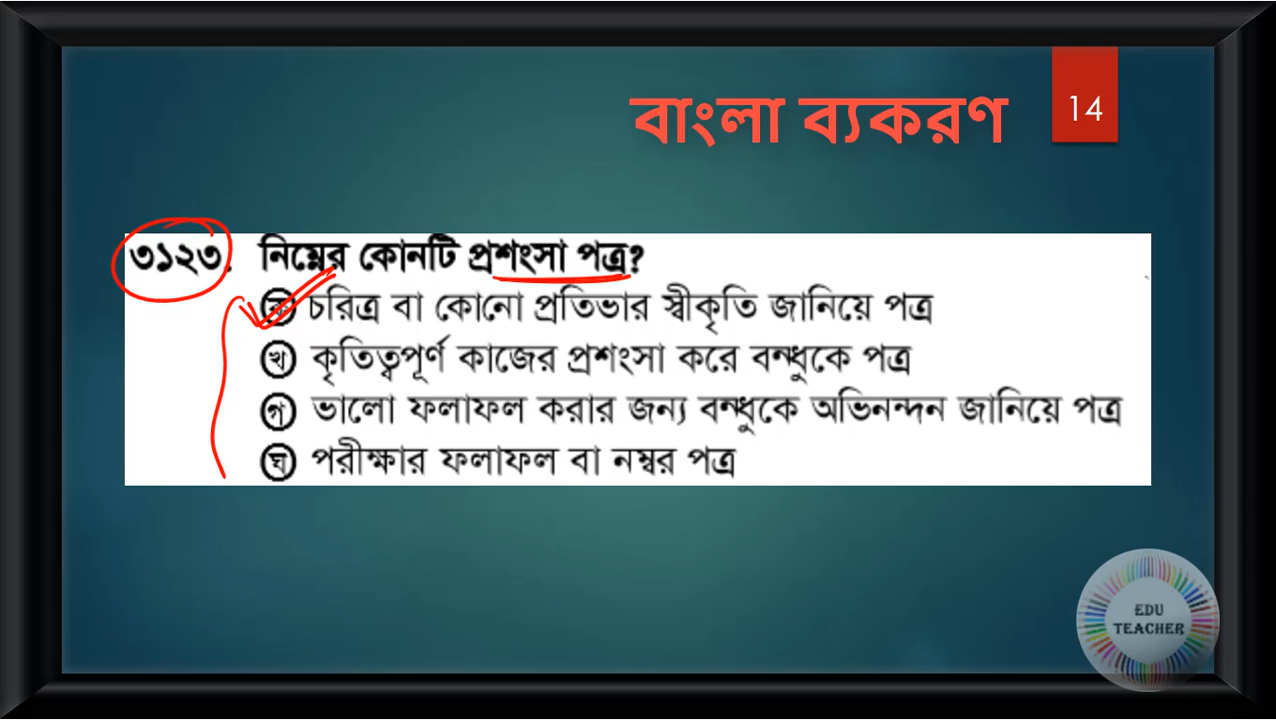 বাংলা ব্যকরণ
14
৩১২৩. নিম্নের কোনটি প্রশংসা পত্র?
ক চরিত্র বা কোনো প্রতিভার স্বীকৃতি জানিয়ে পত্র
খ কৃতিত্বপূর্ণ কাজের প্রশংসা করে বন্ধুকে পত্র
গ ভালো ফলাফল করার জন্য বন্ধুকে অভিনন্দন জানিয়ে পত্র
ঘ পরীক্ষার ফলাফল বা নম্বর পত্র
EDU
TEACHER